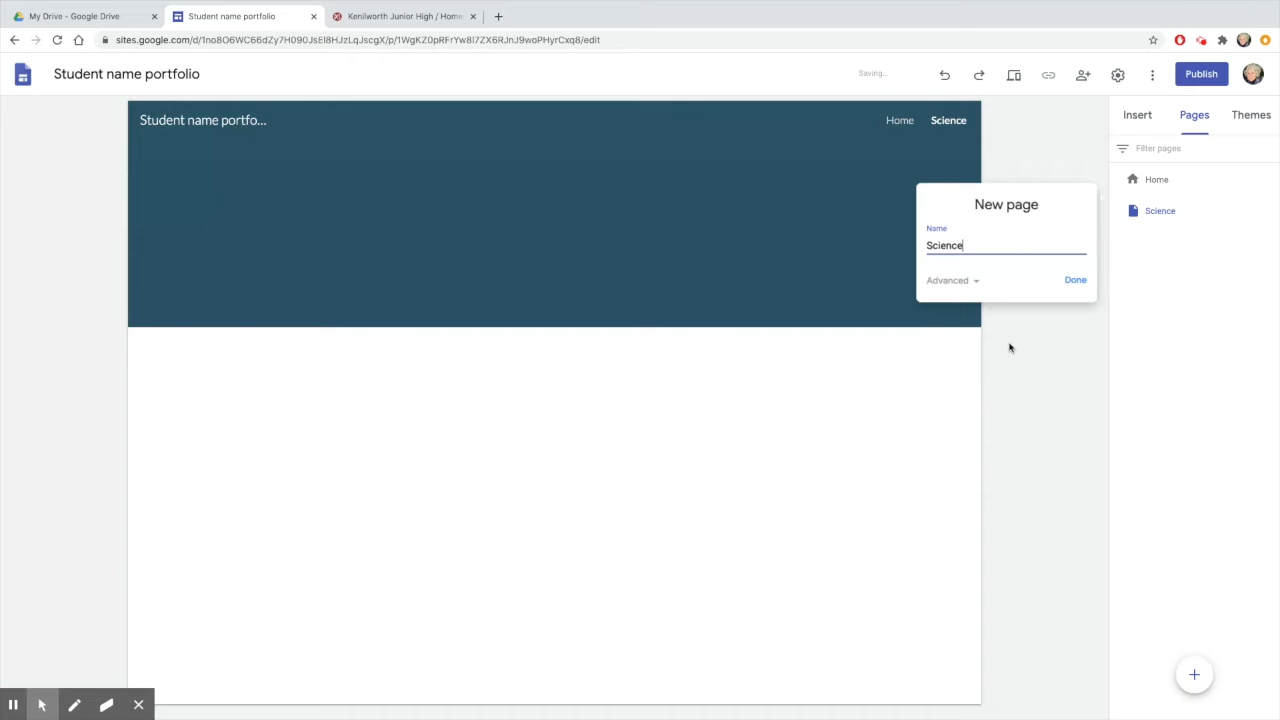 My Drive - Google Drive
Student name portfolio
Kenilworth Junior High / Home
sites.google.com/d/1no8O6WC66dZy7H090JsEl8HJzLqJscgX/p/1WgKZ0pRFrYw8I7ZX6RJnJ9woPHyrCxq8/edit
Student name portfolio
Saving...
Publish
Student name portfo...
Home
Science
Insert
Pages
Themes
Filter pages
Home
Science
New page
Name
Science
Advanced
Done